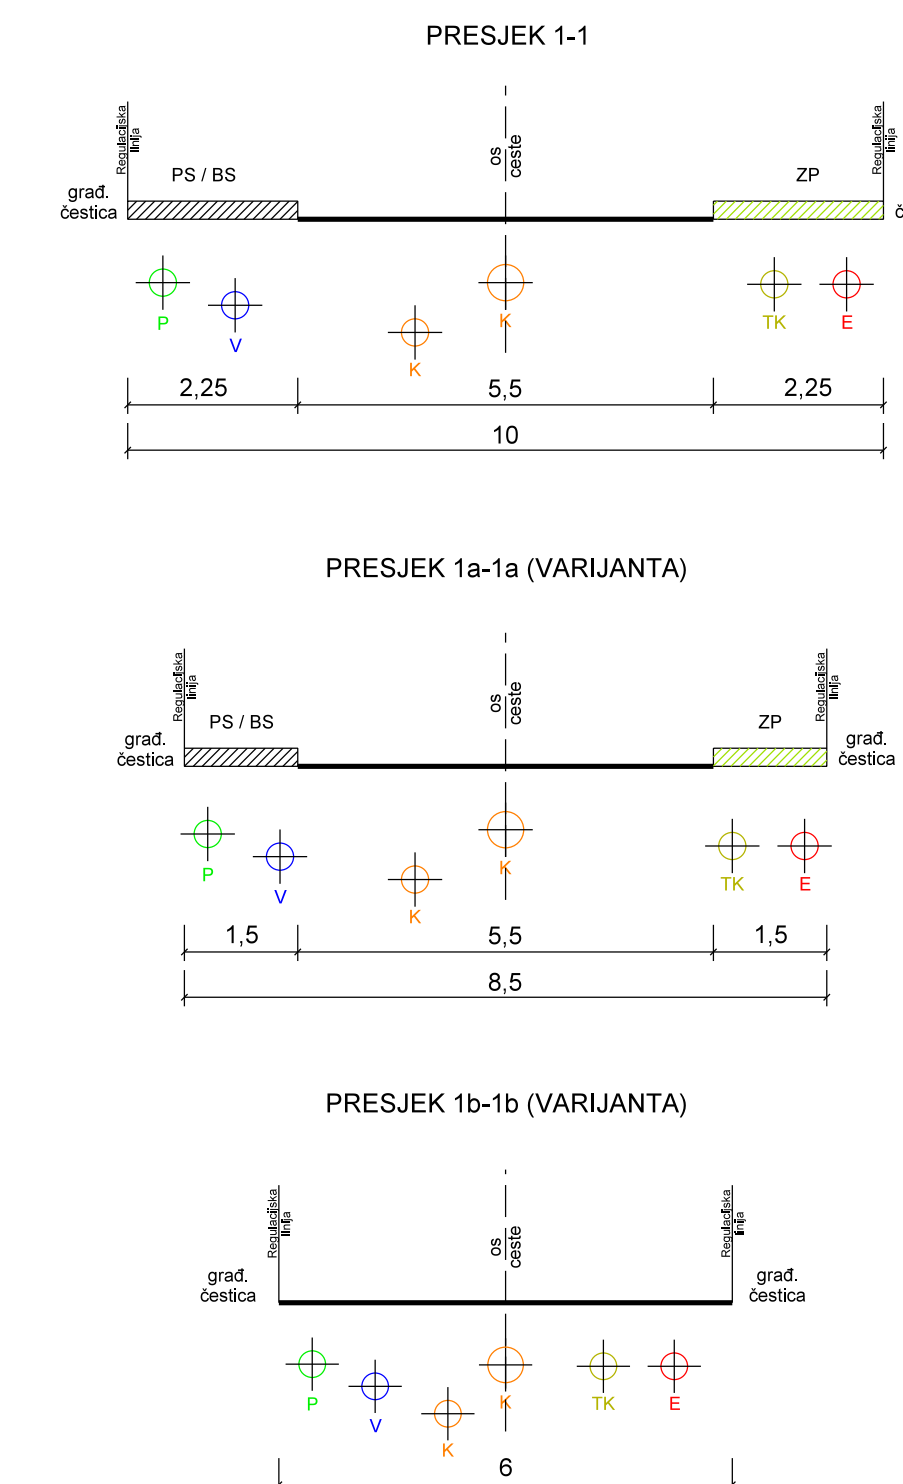 PRESJEK 1-1
Regulacijska
linija
os
ceste
Regulacijska
linija
PS / BS
ZP
građ.
čestica
č
P
V
K
K
TK
E
2,25
5,5
2,25
10
PRESJEK 1a-1a (VARIJANTA)
Regulacijska
linija
os
ceste
Regulacijska
linija
PS / BS
ZP
građ.
čestica
građ.
čestica
P
V
K
K
TK
E
1,5
5,5
1,5
8,5
PRESJEK 1b-1b (VARIJANTA)
Regulacijska
linija
os
ceste
Regulacijska
linija
građ.
čestica
građ.
čestica
P
V
K
K
TK
E
6